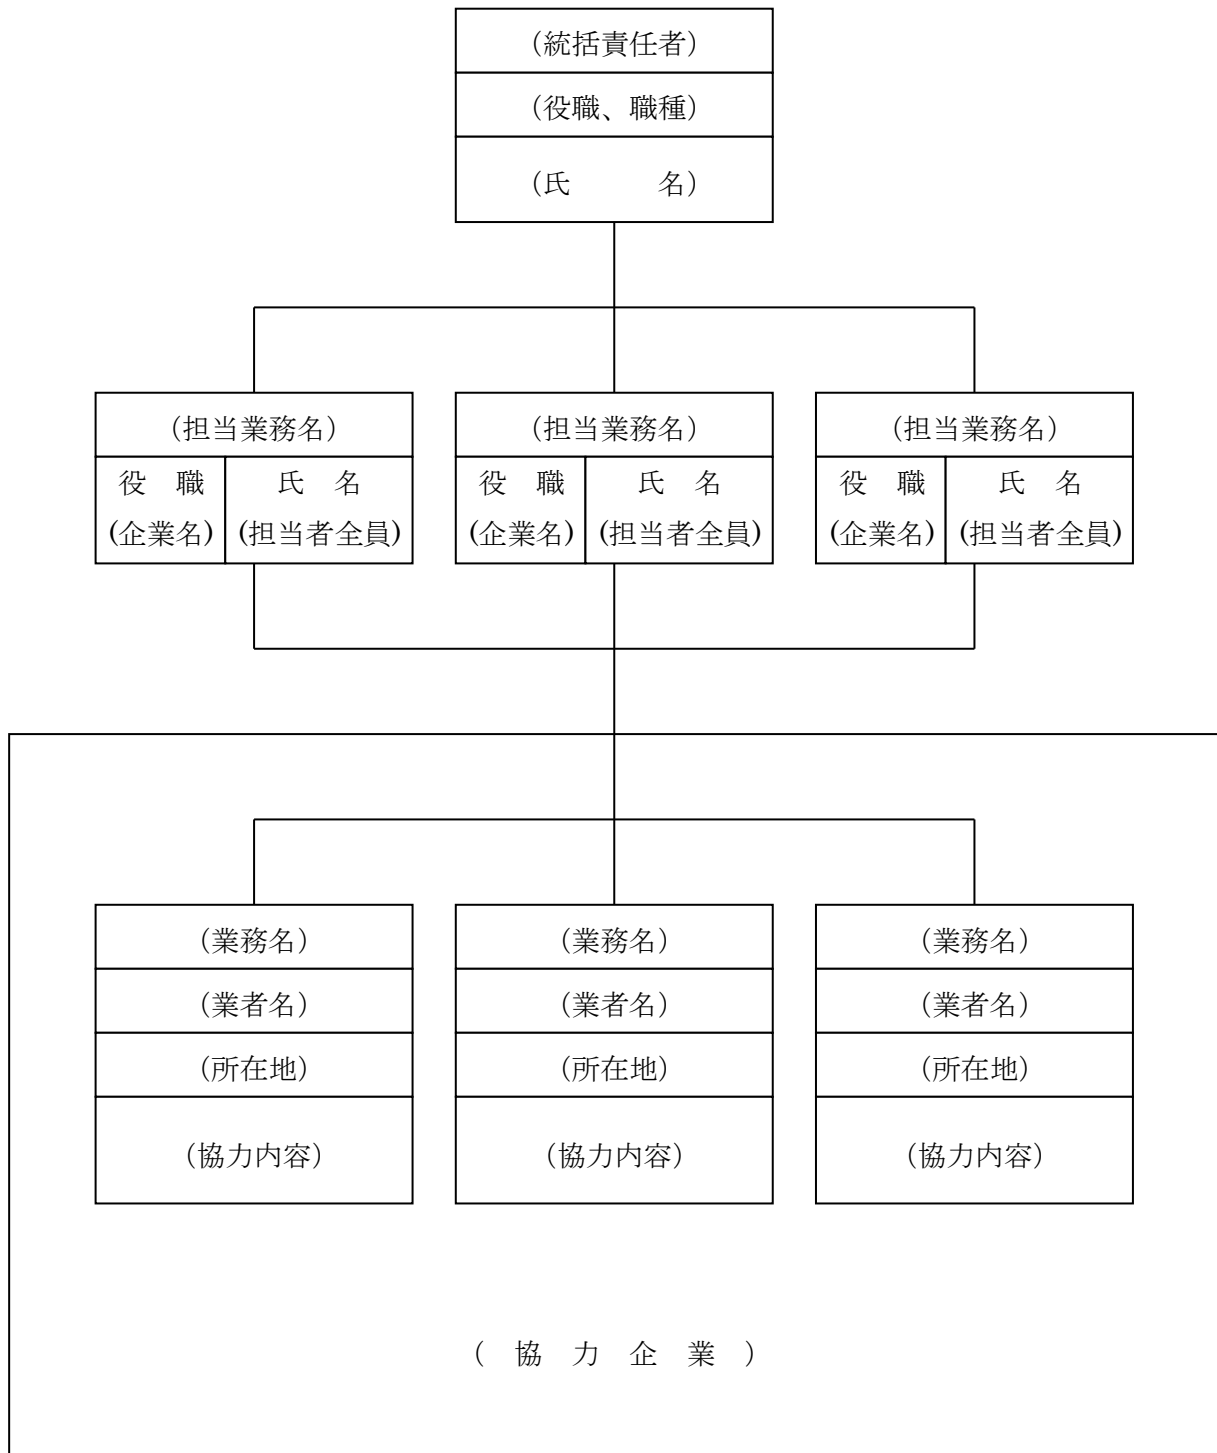 （統括責任者）
（役職、職種）
（氏　　　名）
（担当業務名）　（担当業務名）　（担当業務名）
役　職　氏　名　役　職　氏　名　役　職　氏　名
(企業名)　(担当者全員)　(企業名)　(担当者全員)　(企業名)　(担当者全員)
（業務名）　（業務名）　（業務名）
（業者名）　（業者名）　（業者名）
（所在地）　（所在地）　（所在地）
（協力内容）　（協力内容）　（協力内容）
（　協　力　企　業　）